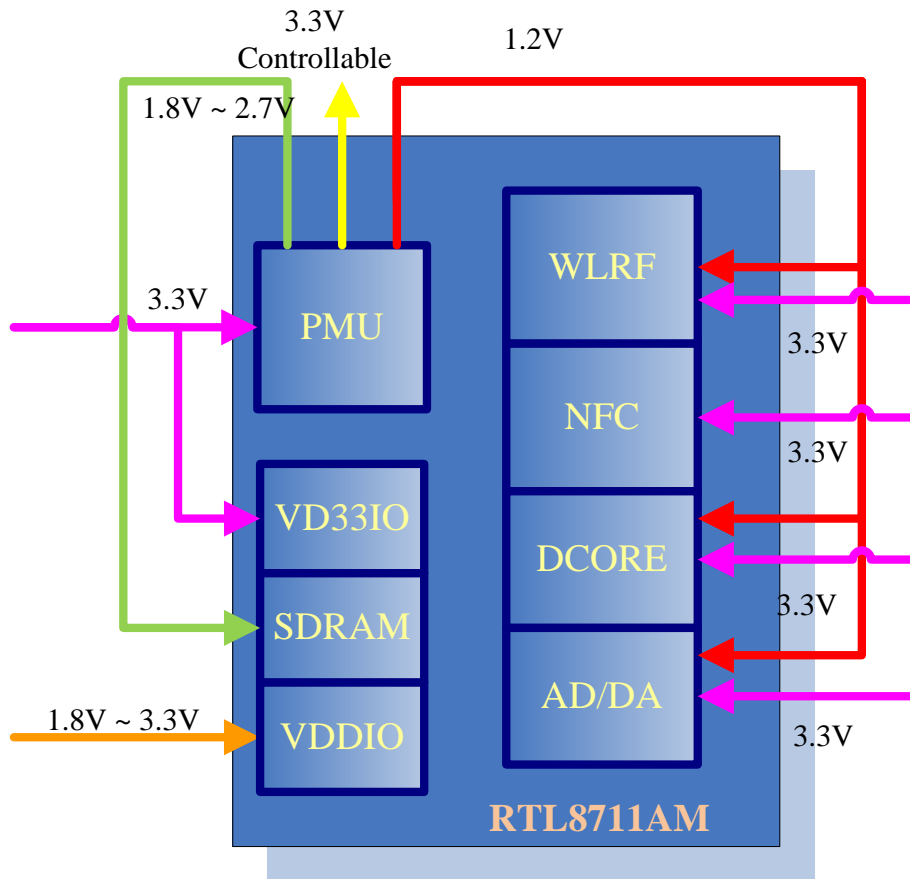 3.3V
Controllable
1.2V
1.8V ~ 2.7V
3.3V
PMU
WLRF
3.3V
NFC
3.3V
VD33IO
DCORE
3.3V
SDRAM
AD/DA
1.8V ~ 3.3V
VDDIO
3.3V
RTL8711AM